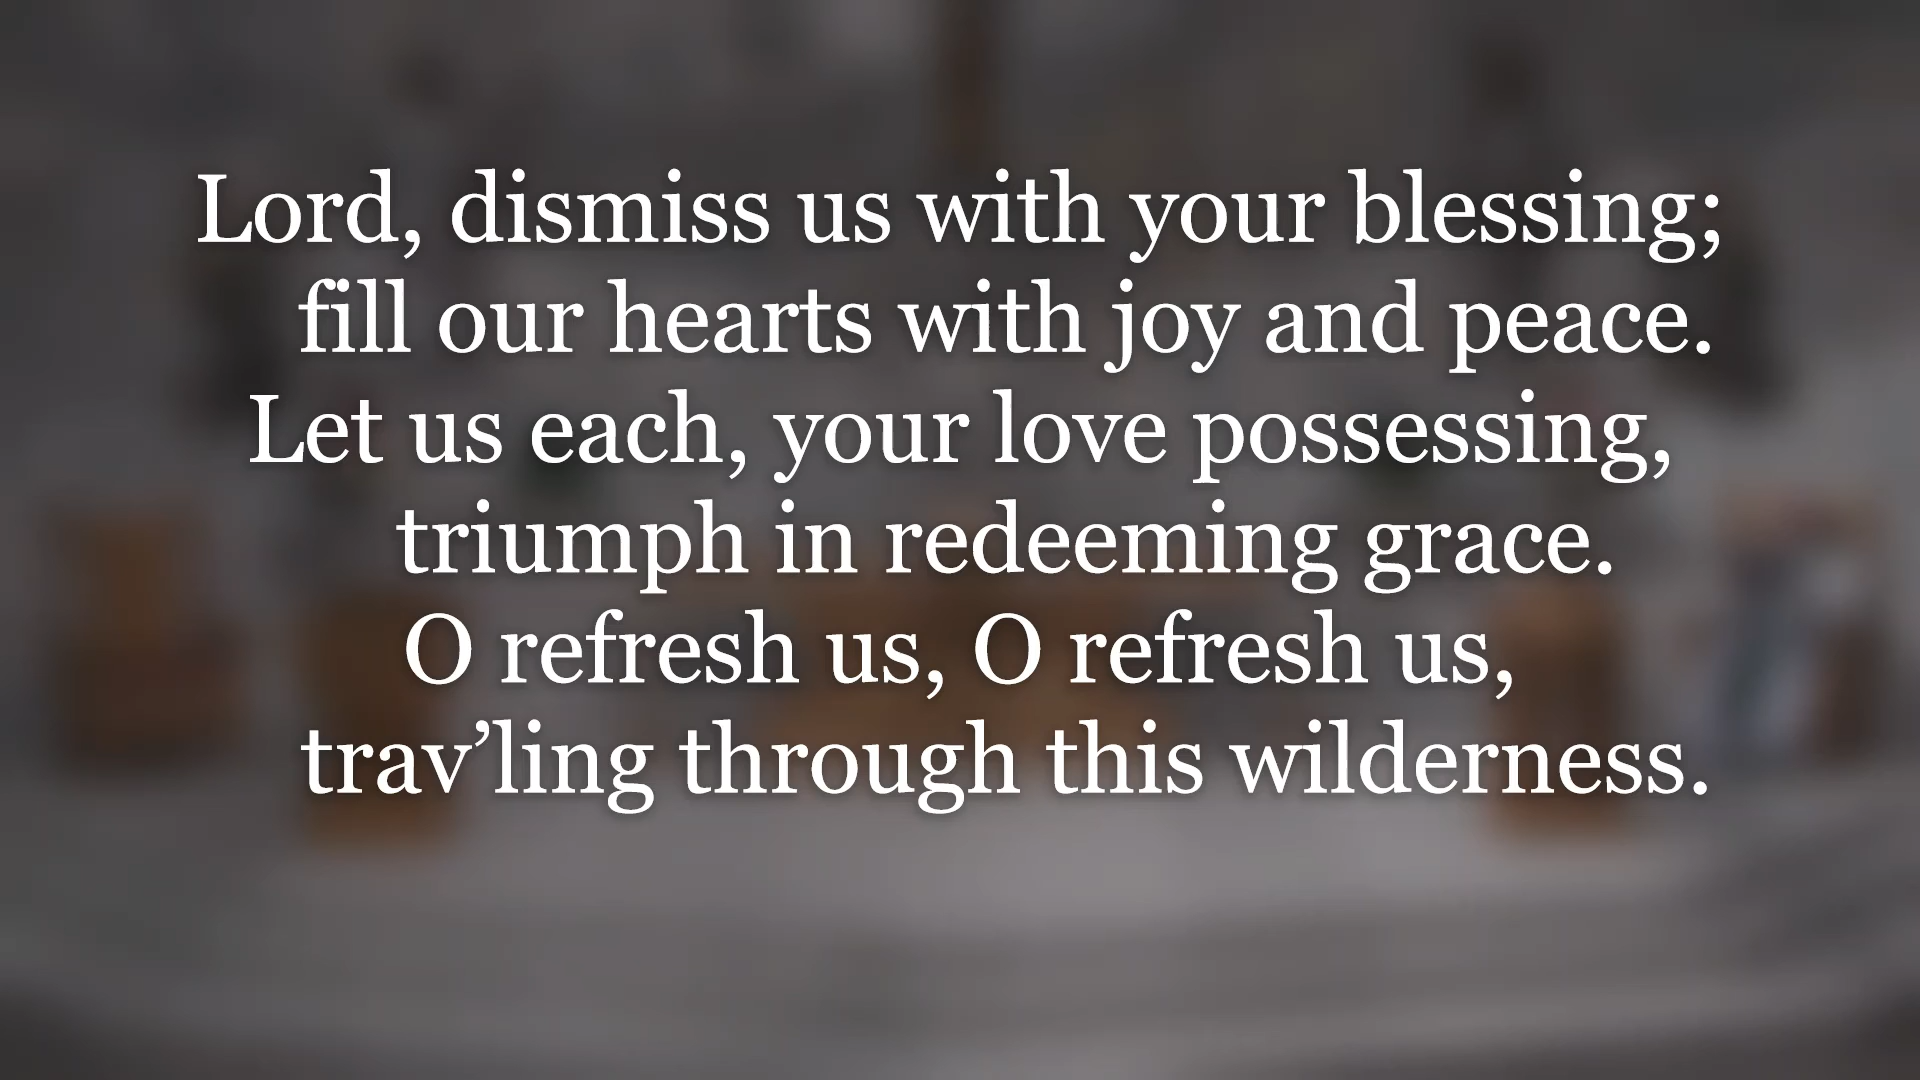 Lord, dismiss us with your blessing;
fill our hearts with joy and peace.
Let us each, your love possessing,
triumph in redeeming grace.
O refresh us, O refresh us,
trav’ling through this wilderness.